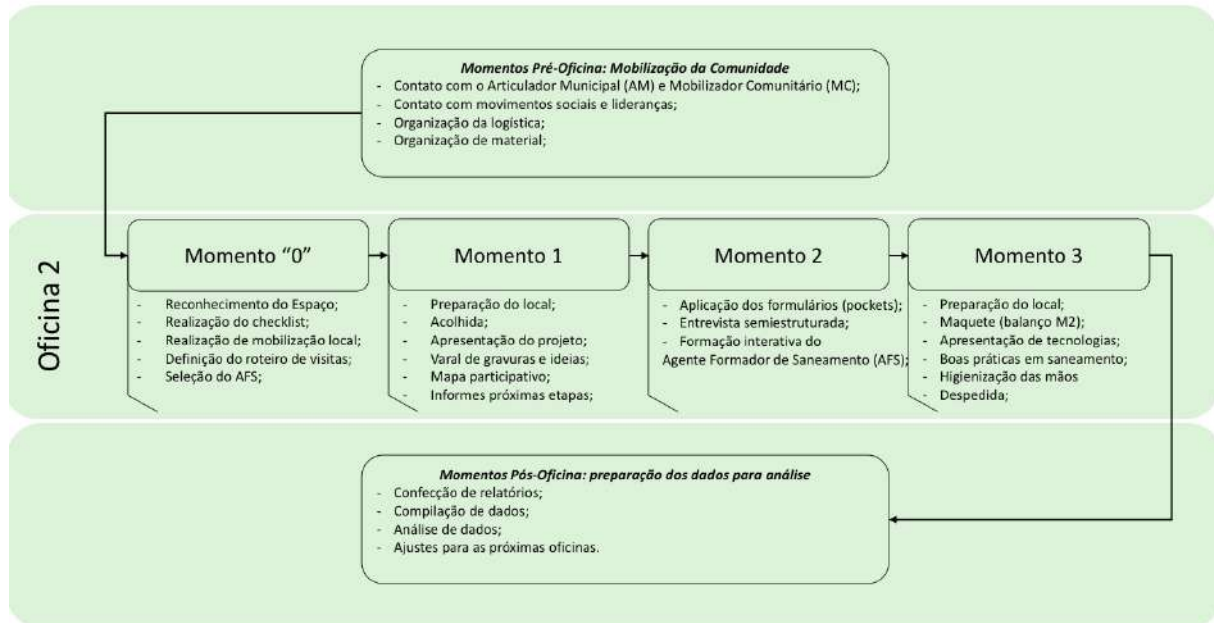 Momentos Pré-Oficina: Mobilização da Comunidade
- Contato com o Articulador Municipal (AM) e Mobilizador Comunitário (MC);
- Contato com movimentos sociais e lideranças;
- Organização da logística;
- Organização de material;
Oficina 2
Momento “0”
- Reconhecimento do Espaço;
- Realização do checklist;
- Realização de mobilização local;
- Definição do roteiro de visitas;
- Seleção do AFS;
Momento 1
- Preparação do local;
- Acolhida;
- Apresentação do projeto;
- Varal de gravuras e ideias;
- Mapa participativo;
- Informes próximas etapas;
Momento 2
- Aplicação dos formulários (pockets);
- Entrevista semiestruturada;
- Formação interativa do
Agente Formador de Saneamento (AFS);
Momento 3
- Preparação do local;
- Maquete (balanço M2);
- Apresentação de tecnologias;
- Boas práticas em saneamento;
- Higienização das mãos
- Despedida;
Momentos Pós-Oficina: preparação dos dados para análise
- Confecção de relatórios;
- Compilação de dados;
- Análise de dados;
- Ajustes para as próximas oficinas.